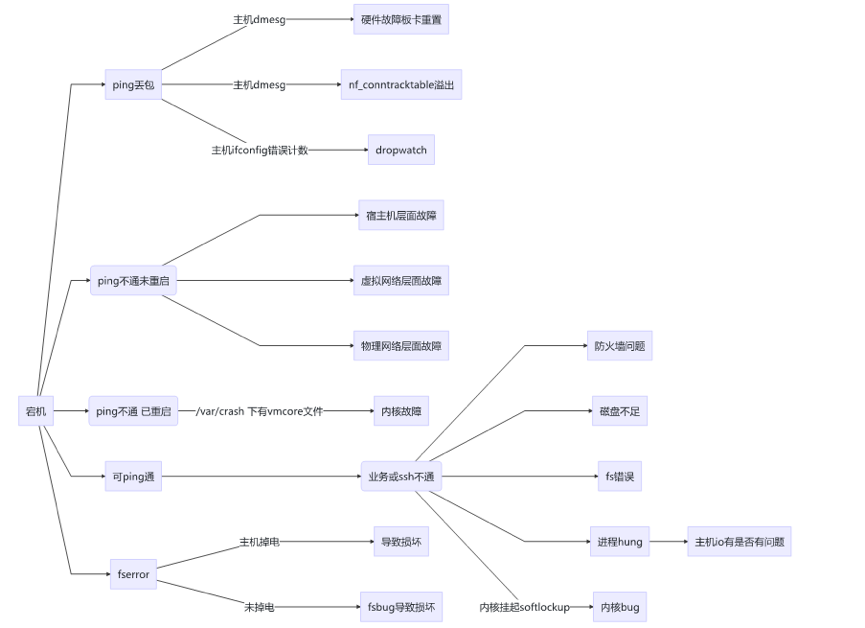 主机dmesg
硬件故障板卡重置
ping丢包
主机dmesg
nf_conntracktable溢出
主机ifconfig错误计数
dropwatch
宿主机层面故障
ping不通未重启
虚拟网络层面故障
物理网络层面故障
防火墙问题
宕机
ping不通 已重启
/var/crash 下有vmcore文件
内核故障
磁盘不足
可ping通
业务或ssh不通
fs错误
主机掉电
导致损坏
进程hung
主机io有是否有问题
fserror
未掉电
fsbug导致损坏
内核挂起softlockup
内核bug